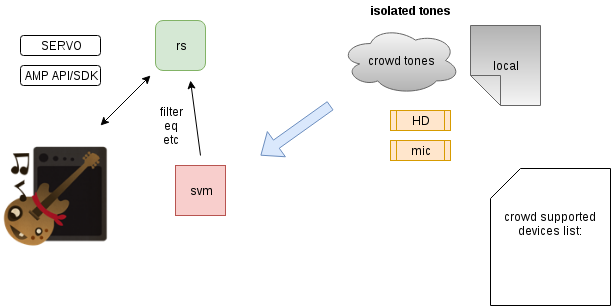 isolated tones
SERVO
AMP API/SDK
rs
crowd tones
local
filter
eq
etc
HD
mic
svm
crowd supported
devices list: